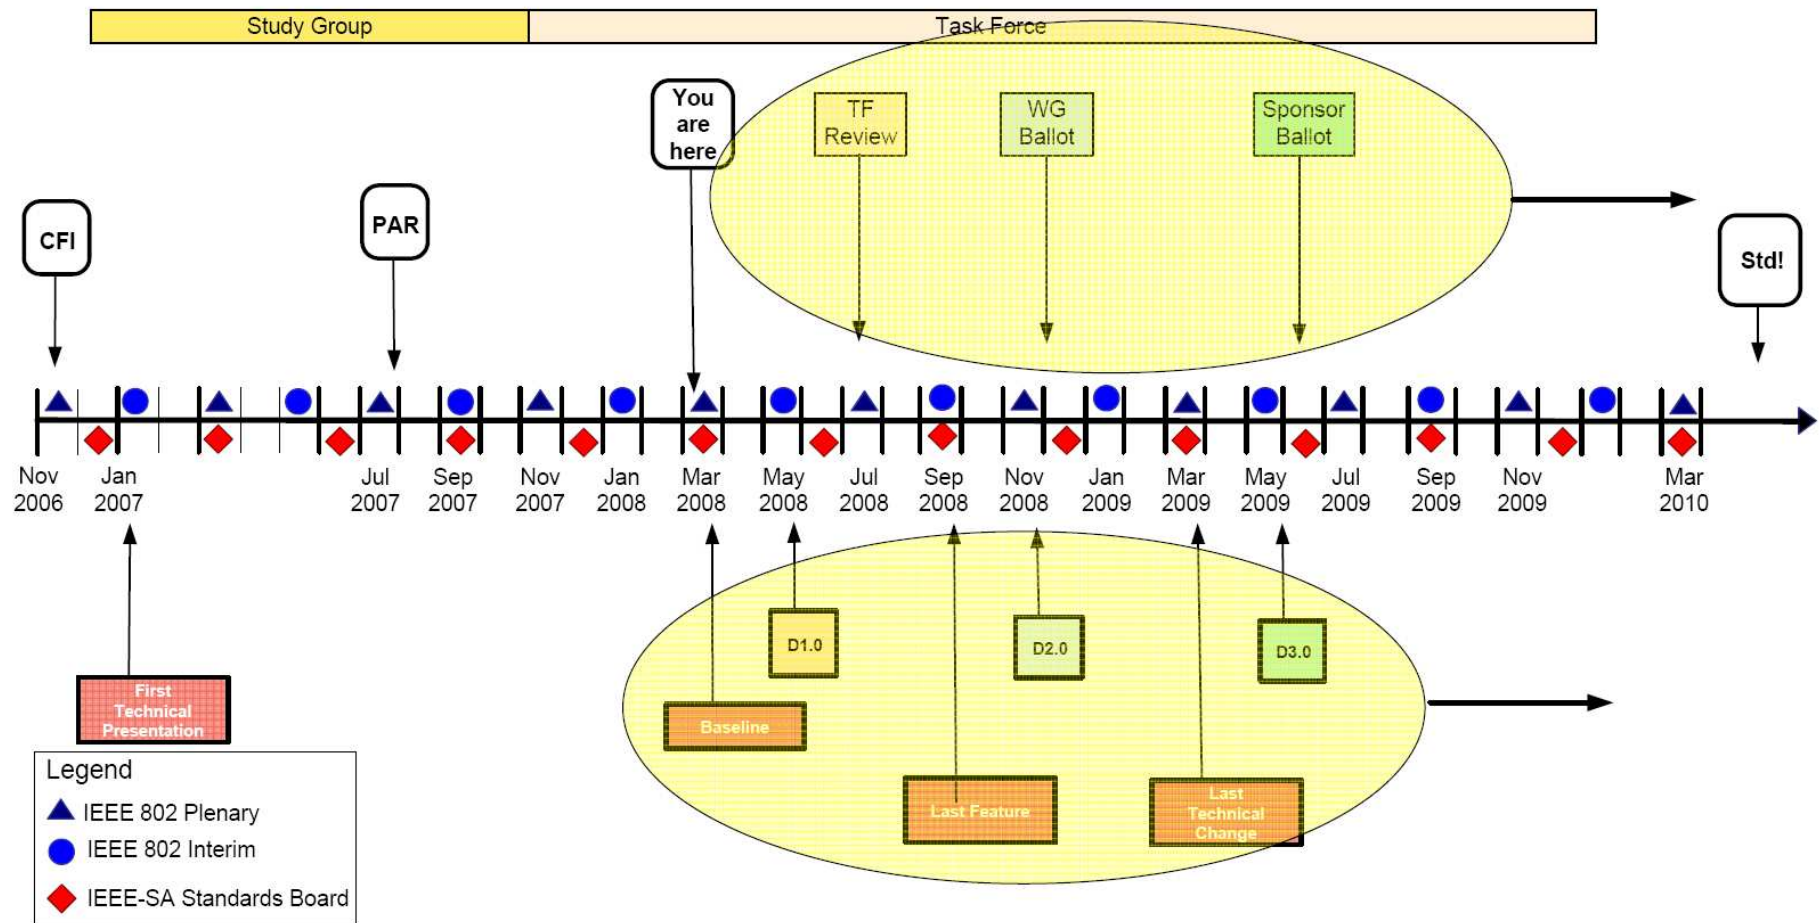 Study Group
Task Force
You
are
here
TF
Review
WG
Ballot
Sponsor
Ballot
CFI
PAR
Std!
Nov
2006
Jan
2007
Jul
2007
Sep
2007
Nov
2007
Jan
2008
Mar
2008
May
2008
Jul
2008
Sep
2008
Nov
2008
Jan
2009
Mar
2009
May
2009
Jul
2009
Sep
2009
Nov
2009
Mar
2010
D1.0
D2.0
D3.0
First
Technical
Presentation
Baseline
Last Feature
Last
Technical
Change
Legend
IEEE 802 Plenary
IEEE 802 Interim
IEEE-SA Standards Board